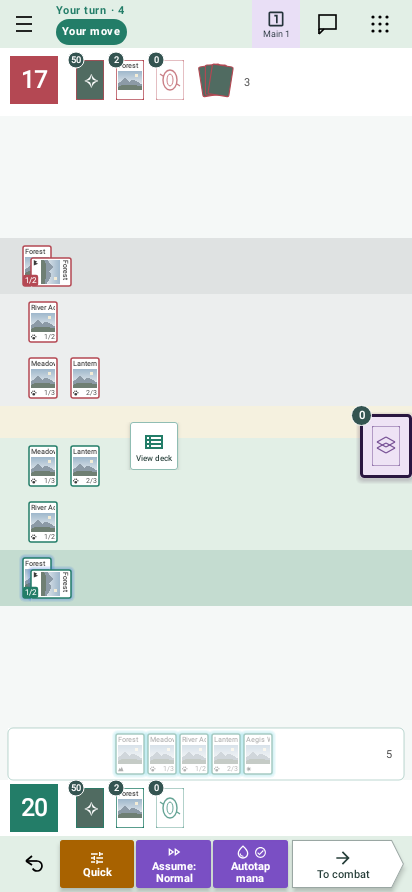 Your turn · 4
Your move
1
Main 1
17
50
2
Forest
0
3
Forest
Forest
1/2
River Ac
1/2
Meadov
1/3
Lantern
2/3
0
View deck
Meadov
1/3
Lantern
2/3
River Ac
1/2
Forest
Forest
1/2
Forest
Meadov
1/3
River Ac
1/2
Lantern
2/3
Aegis
5
20
50
2
Forest
0
Quick
Assume:
Normal
Autotap
mana
To combat